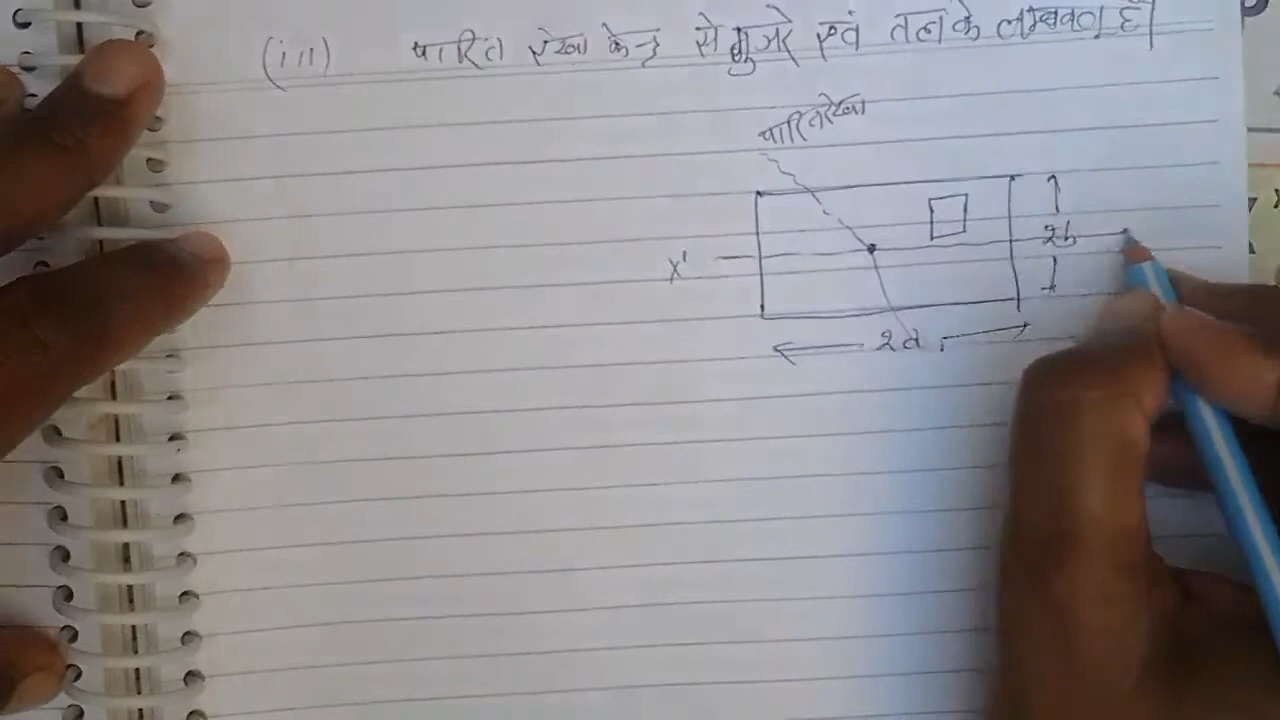 (iii) पारित रेखा केन्द्र से गुजरे एवं तल के लम्बवत है।
पारित रेखा
2b
X'
2a